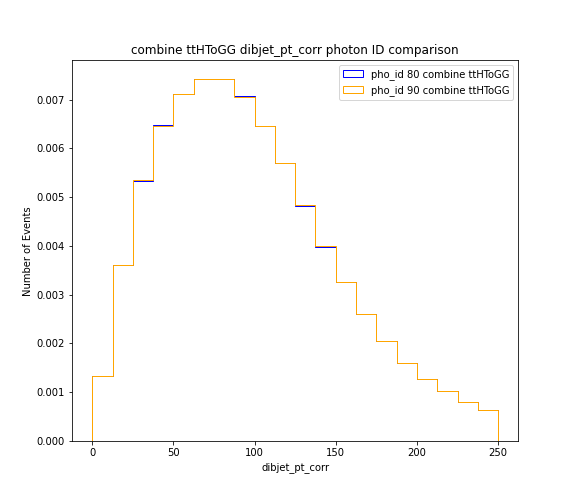 combine ttHToGG dibjet_pt_corr photon ID comparison
pho_id 80 combine ttHToGG
pho_id 90 combine ttHToGG
Number of Events
0.007
0.006
0.005
0.004
0.003
0.002
0.001
0.000
0
50
100
150
200
250
dibjet_pt_corr